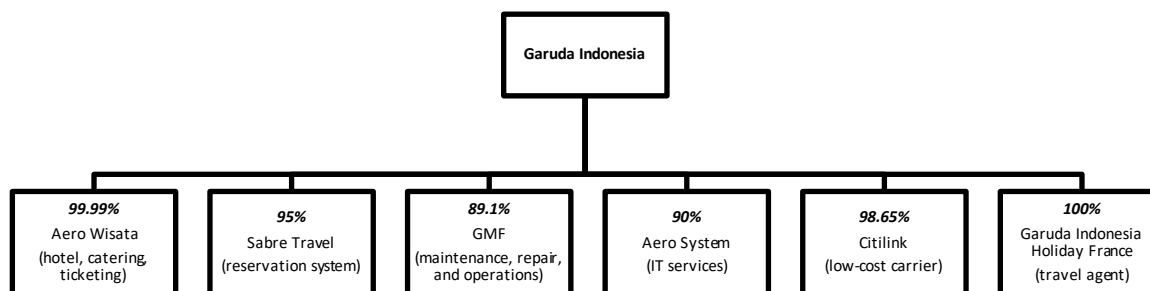 Garuda Indonesia
99.99%
Aero Wisata
(hotel, catering,
ticketing)
95%
Sabre Travel
(reservation system)
89.1%
GMF
(maintenance, repair,
and operations)
90%
Aero System
(IT services)
98.65%
Citilink
(low-cost carrier)
100%
Garuda Indonesia
Holiday France
(travel agent)